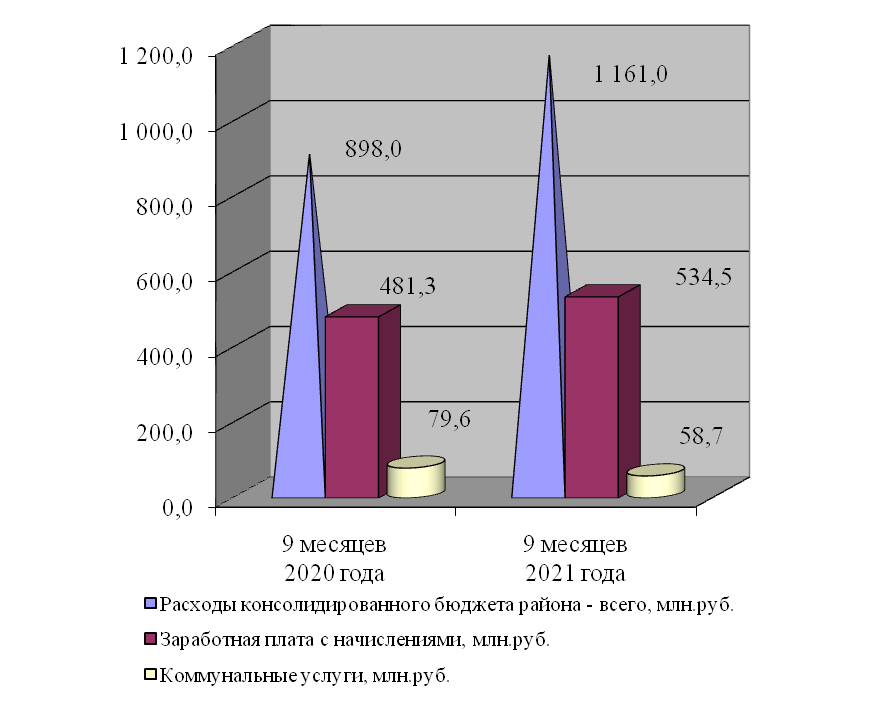 1 200,0
1 000,0
800,0
600,0
400,0
200,0
0,0
898,0
1 161,0
481,3
534,5
79,6
58,7
9 месяцев
2020 года
9 месяцев
2021 года
Расходы консолидированного бюджета района - всего, млн.руб.
Заработная плата с начислениями, млн.руб.
Коммунальные услуги, млн.руб.